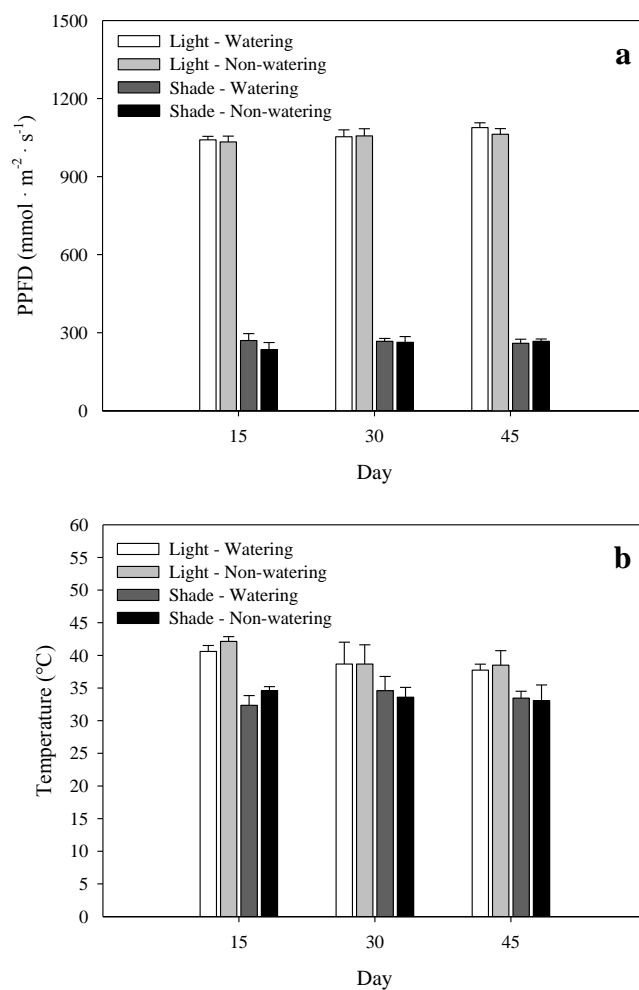 1500
1200
900
600
300
0
PPFD (mmol · m⁻² · s⁻¹)
Light - Watering
Light - Non-watering
Shade - Watering
Shade - Non-watering
a
15 30 45
Day
60
55
50
45
40
35
30
25
20
15
10
5
0
Temperature (°C)
Light - Watering
Light - Non-watering
Shade - Watering
Shade - Non-watering
b
15 30 45
Day